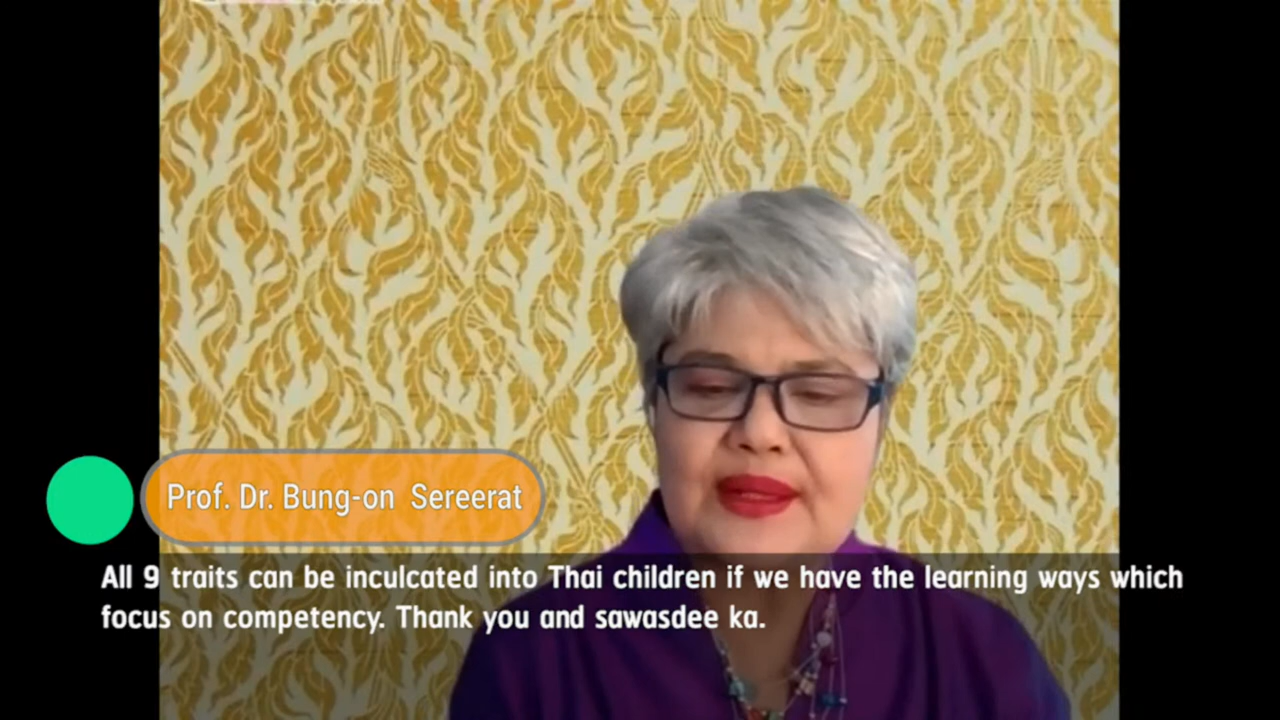 Prof. Dr. Bung-on Sereerat
All 9 traits can be inculcated into Thai children if we have the learning ways which
focus on competency. Thank you and sawasdee ka.